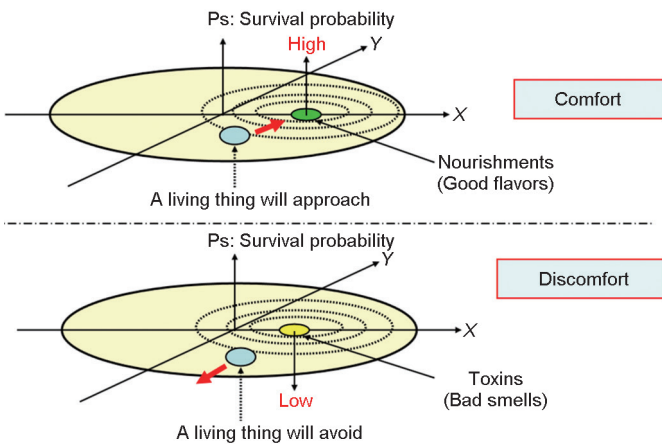 Ps: Survival probability
High
Y
X
Comfort
Nourishments
(Good flavors)
A living thing will approach
Ps: Survival probability
Y
Discomfort
X
Toxins
(Bad smells)
Low
A living thing will avoid